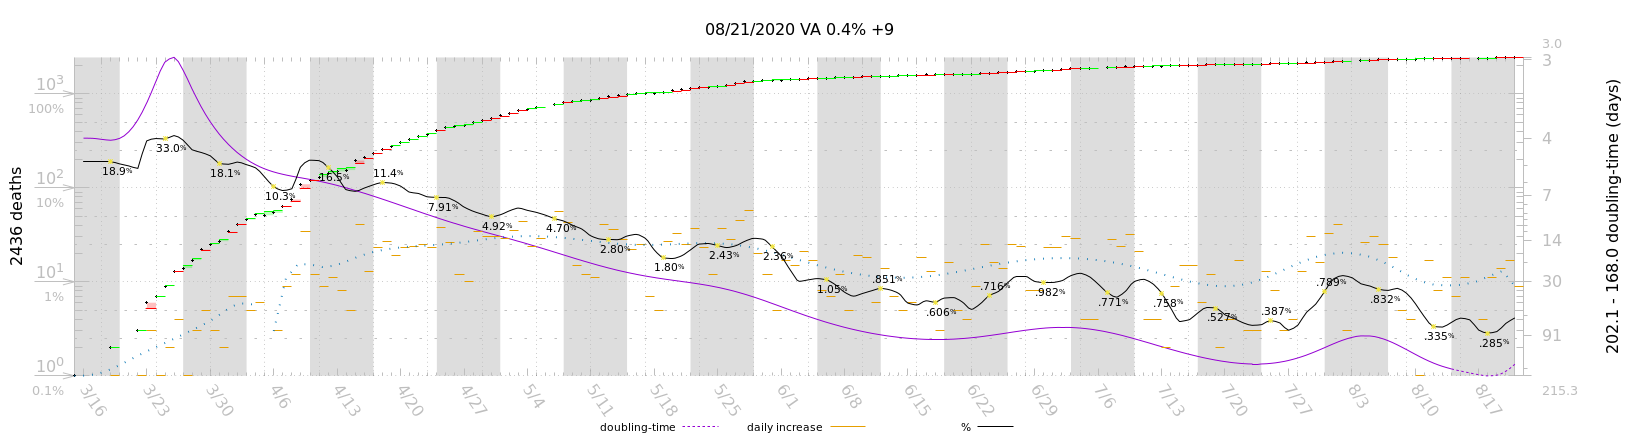 08/21/2020 VA 0.4% +9
3.0
10³ 3
100%
33.0% 4
18.9% 18.1% 16.5% 11.4%
10² 10.3% 7
10% 7.91%
4.92% 4.70%
2.80% 2.43% 2.36% 14
1.80%
10¹ 1.05% .851% .716% .982% .789% 30
1% .771% .758% .832%
.606% .527% .387%
.335% .285% 91
10⁰
0.1% 215.3
2436 deaths
202.1 - 168.0 doubling-time (days)
3/16 3/23 3/30 4/6 4/13 4/20 4/27 5/4 5/11 5/18 5/25 6/1 6/8 6/15 6/22 6/29 7/6 7/13 7/20 7/27 8/3 8/10 8/17
doubling-time daily increase %